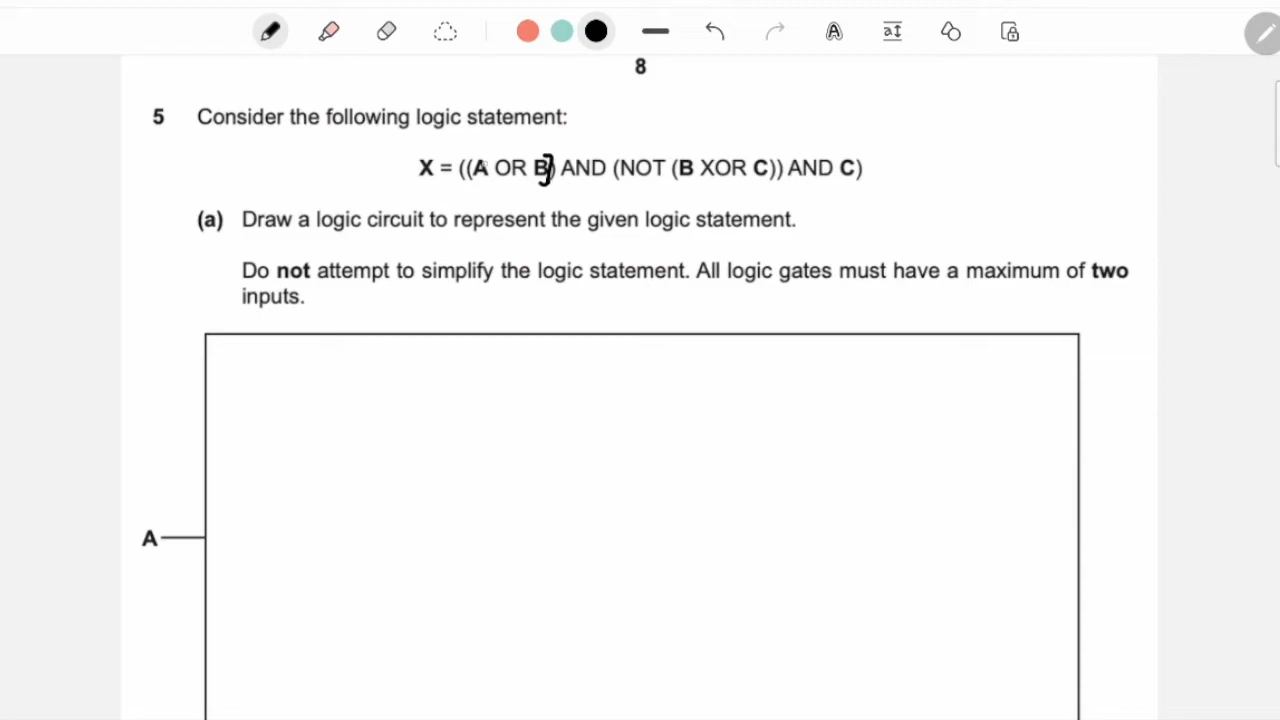 8
5 Consider the following logic statement:
X = ((A OR B) AND (NOT (B XOR C)) AND C)
(a) Draw a logic circuit to represent the given logic statement.
Do not attempt to simplify the logic statement. All logic gates must have a maximum of two
inputs.
A